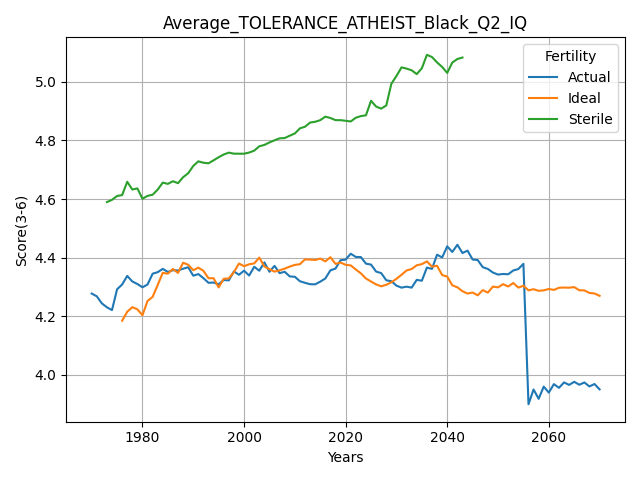 Average_TOLERANCE_ATHEIST_Black_Q2_IQ
Fertility
Actual
Ideal
Sterile
Score(3-6)
5.0
4.8
4.6
4.4
4.2
4.0
1980 2000 2020 2040 2060
Years